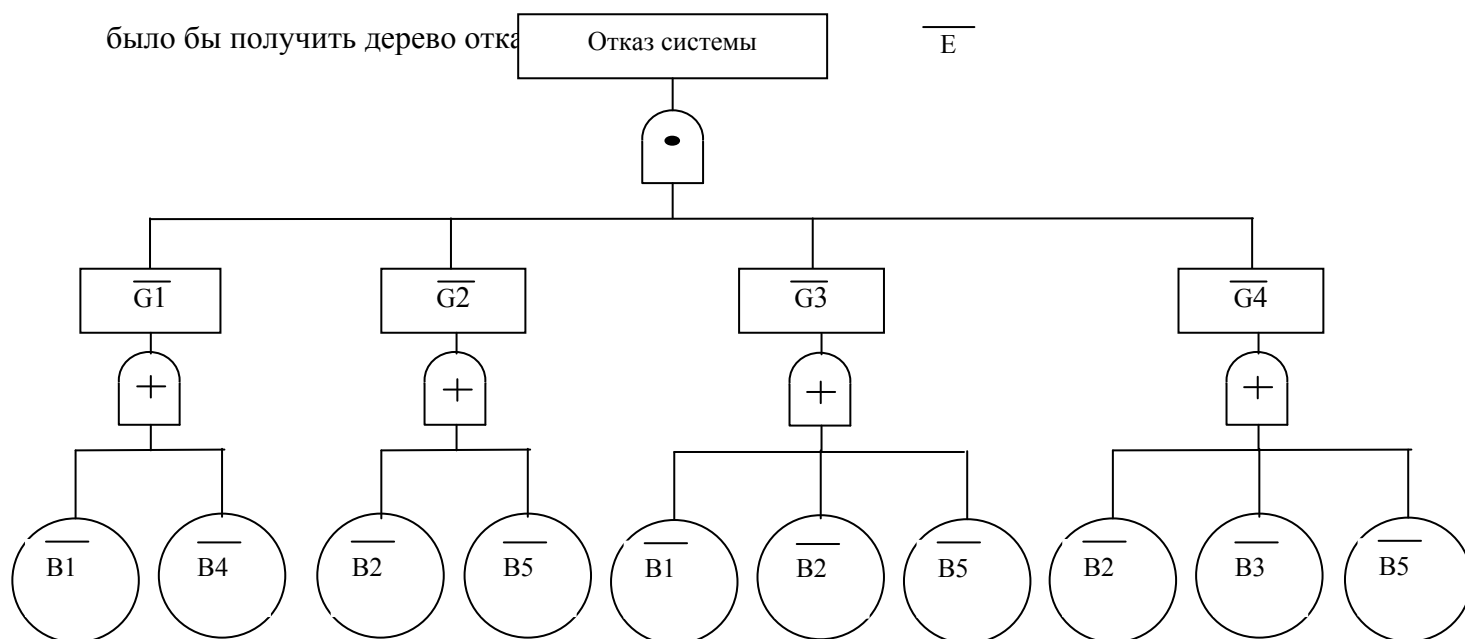 было бы получить дерево отка
Отказ системы
E
G1 G2 G3 G4
+ + + +
B1 B4 B2 B5 B1 B2 B5 B2 B3 B5